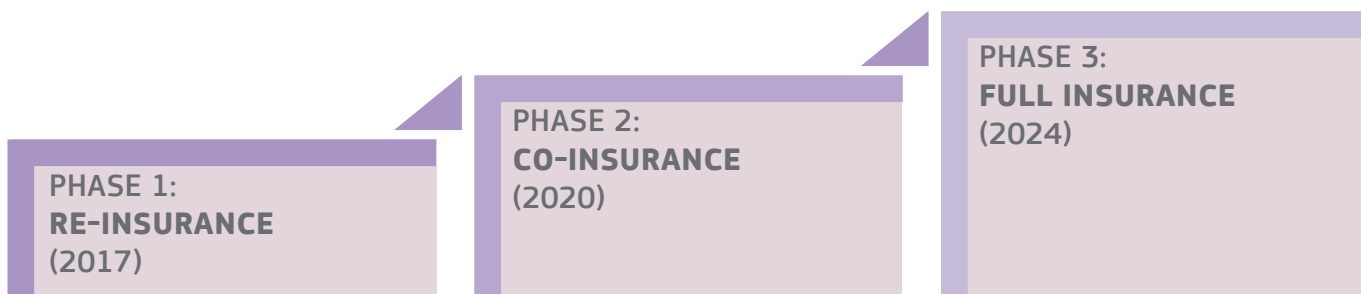 PHASE 1:
RE-INSURANCE
(2017)
PHASE 2:
CO-INSURANCE
(2020)
PHASE 3:
FULL INSURANCE
(2024)